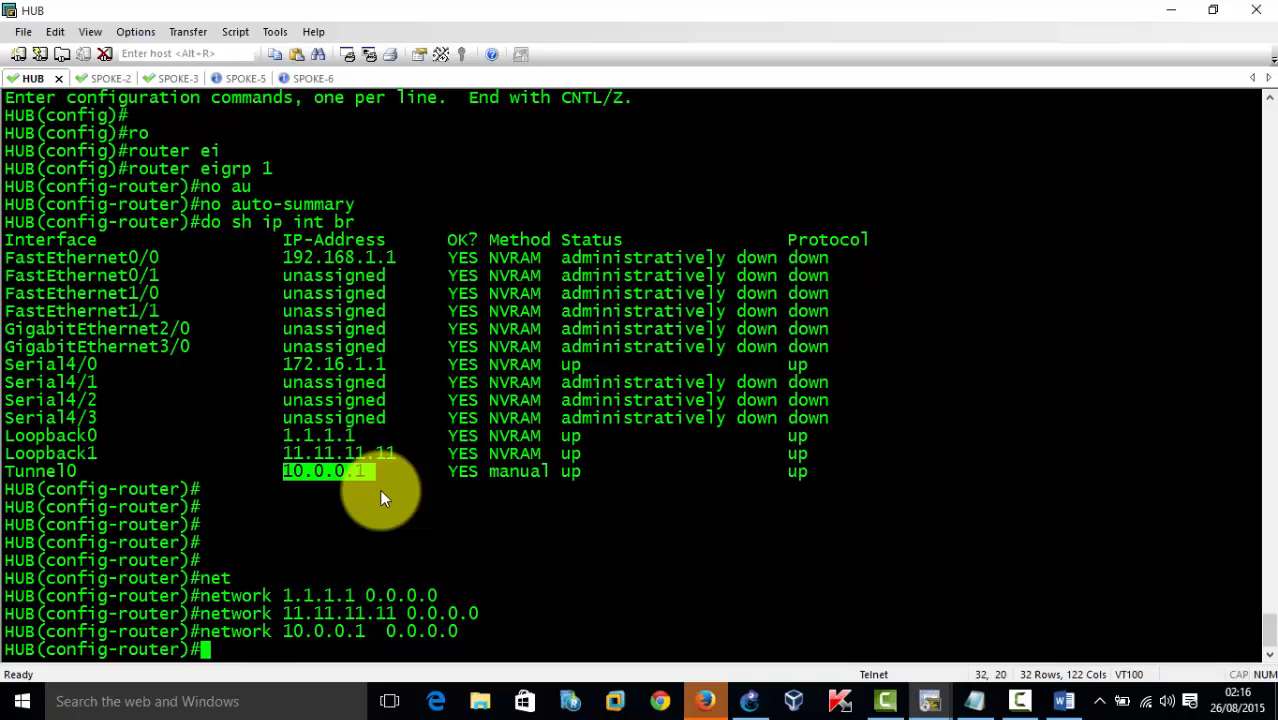 HUB
File Edit View Options Transfer Script Tools Help
Enter host <Alt+R>
HUB SPOKE-2 SPOKE-3 SPOKE-5 SPOKE-6
Enter configuration commands, one per line.  End with CNTL/Z.
HUB(config)#
HUB(config)#ro
HUB(config)#router ei
HUB(config)#router eigrp 1
HUB(config-router)#no au
HUB(config-router)#no auto-summary
HUB(config-router)#do sh ip int br
Interface IP-Address OK? Method Status Protocol
FastEthernet0/0 192.168.1.1 YES NVRAM administratively down down
FastEthernet0/1 unassigned YES NVRAM administratively down down
FastEthernet1/0 unassigned YES NVRAM administratively down down
FastEthernet1/1 unassigned YES NVRAM administratively down down
GigabitEthernet2/0 unassigned YES NVRAM administratively down down
GigabitEthernet3/0 unassigned YES NVRAM administratively down down
Serial4/0 172.16.1.1 YES NVRAM up up
Serial4/1 unassigned YES NVRAM administratively down down
Serial4/2 unassigned YES NVRAM administratively down down
Serial4/3 unassigned YES NVRAM administratively down down
Loopback0 1.1.1.1 YES NVRAM up up
Loopback1 11.11.11.11 YES NVRAM up up
Tunnel0 10.0.0.1 YES manual up up
HUB(config-router)#
HUB(config-router)#
HUB(config-router)#
HUB(config-router)#
HUB(config-router)#
HUB(config-router)#net
HUB(config-router)#network 1.1.1.1 0.0.0.0
HUB(config-router)#network 11.11.11.11 0.0.0.0
HUB(config-router)#network 10.0.0.1  0.0.0.0
HUB(config-router)#
Ready Telnet 32, 20 32 Rows, 122 Cols VT100 CAP NUM
Search the web and Windows
02:16
26/08/2015